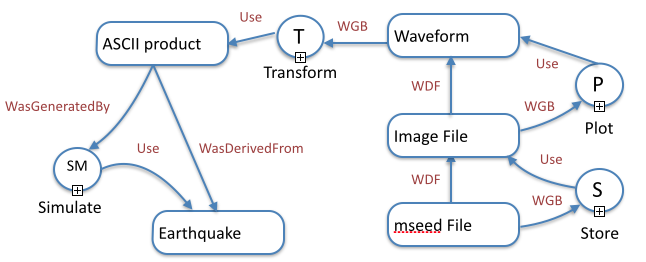 Use
WGB
ASCII product
T
Waveform
Transform
Use
WDF
P
WGB
WasGeneratedBy
Plot
Image File
Use
WasDerivedFrom
SM
Use
WDF
S
WGB
Simulate
Earthquake
mseed File
Store